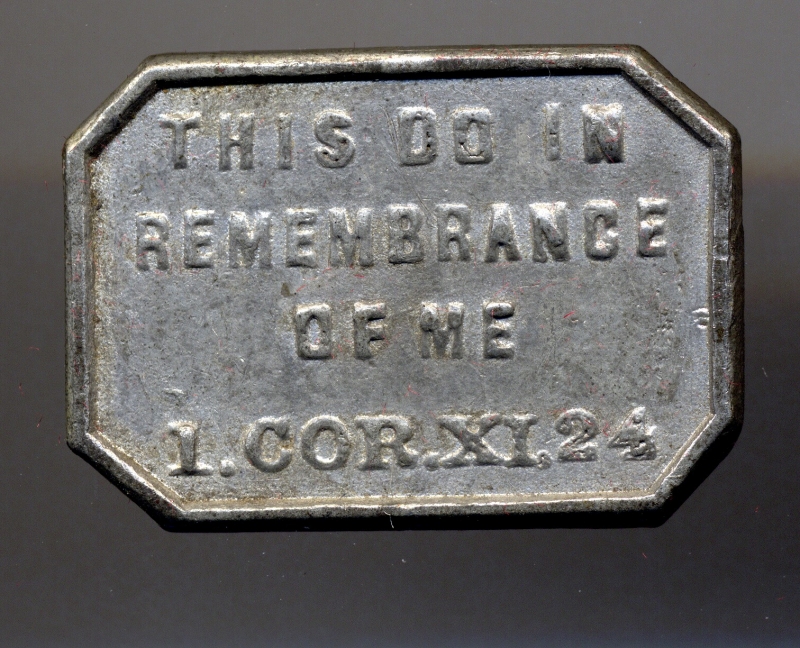 THIS DO IN
REMEMBRANCE
OF ME
1.COR.XI,24